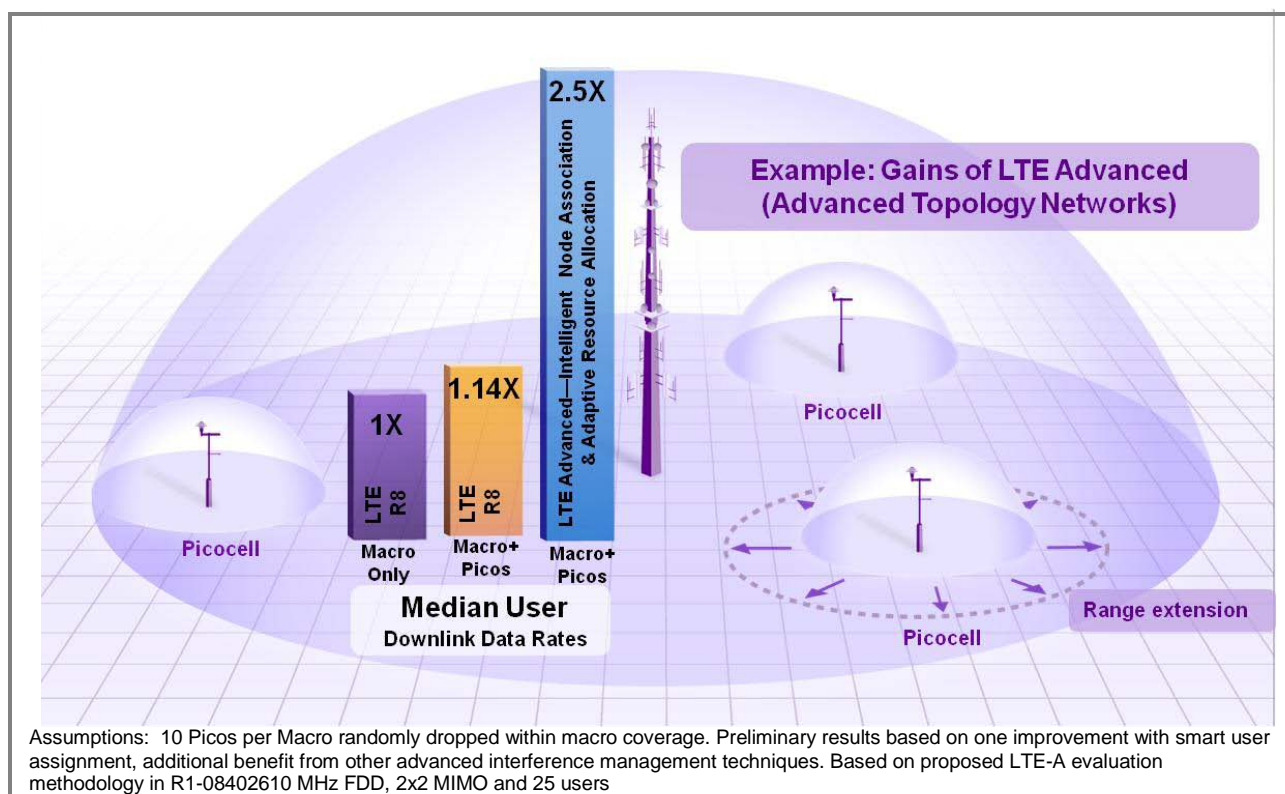 2.5X
LTE Advanced—Intelligent Node Association
& Adaptive Resource Allocation
Example: Gains of LTE Advanced
(Advanced Topology Networks)
1.14X
1X
LTE
R8
LTE
R8
Picocell
Picocell
Macro
Only
Macro+
Picos
Macro+
Picos
Median User
Downlink Data Rates
Range extension
Picocell
Assumptions: 10 Picos per Macro randomly dropped within macro coverage. Preliminary results based on one improvement with smart user
assignment, additional benefit from other advanced interference management techniques. Based on proposed LTE-A evaluation
methodology in R1-08402610 MHz FDD, 2x2 MIMO and 25 users